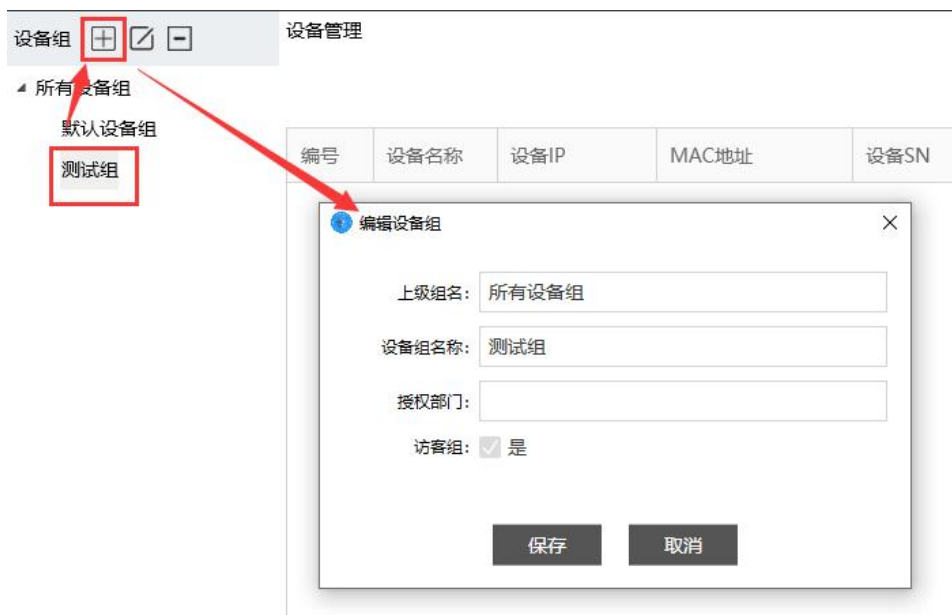 设备组
设备管理
所有设备组
默认设备组
测试组
编号 设备名称 设备IP MAC地址 设备SN
编辑设备组
上级组名: 所有设备组
设备组名称: 测试组
授权部门:
访客组: 是
保存 取消